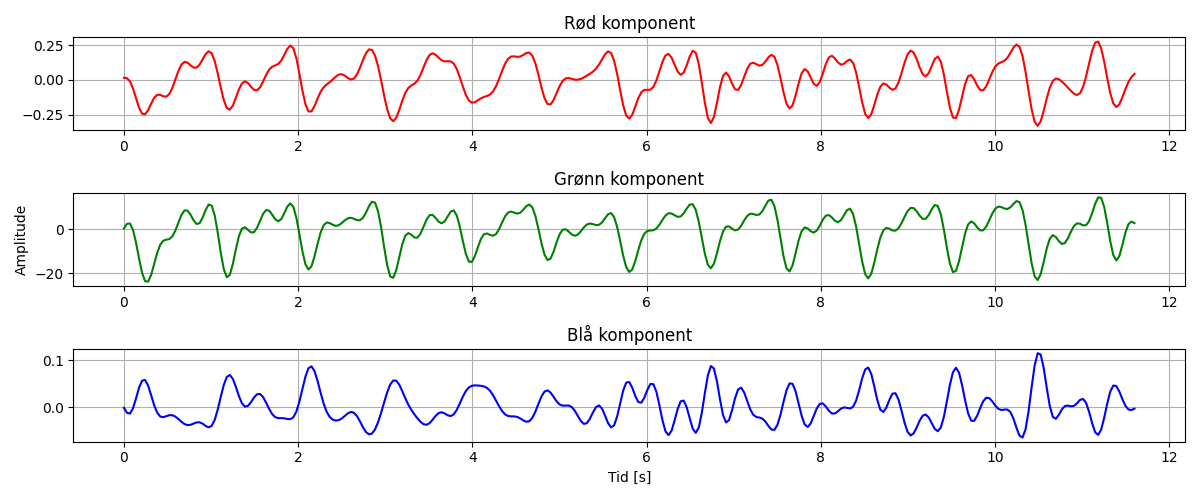 Rød komponent
0.25
0.00
−0.25
0 2 4 6 8 10 12
Grønn komponent
Amplitude
0
−20
0 2 4 6 8 10 12
Blå komponent
0.1
0.0
0 2 4 6 8 10 12
Tid [s]